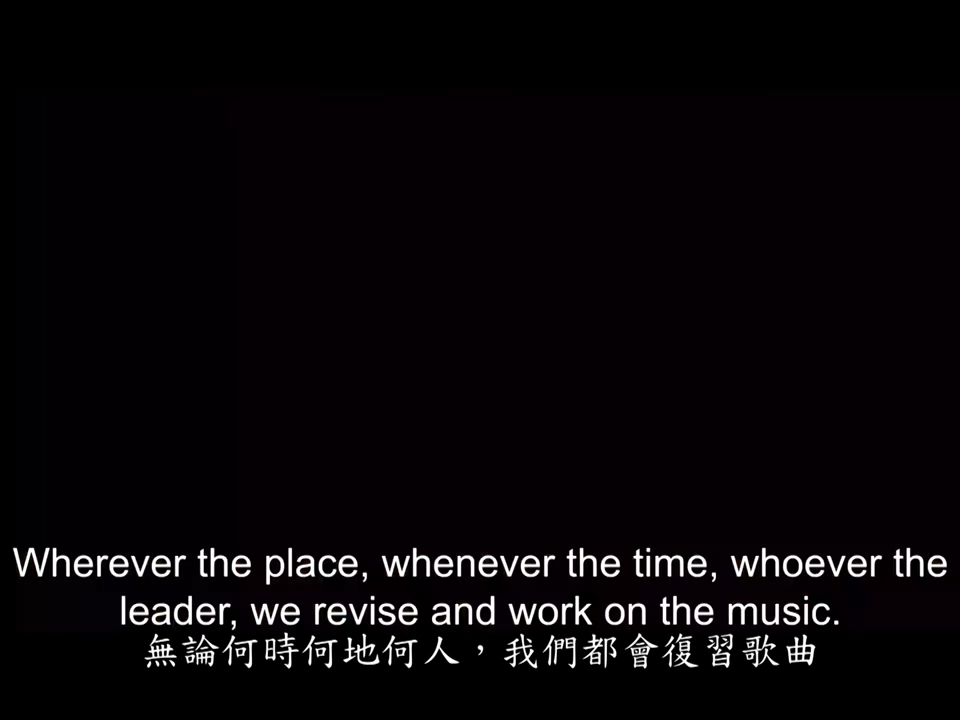 Wherever the place, whenever the time, whoever the
leader, we revise and work on the music.
無論何時何地何人，我們都會復習歌曲